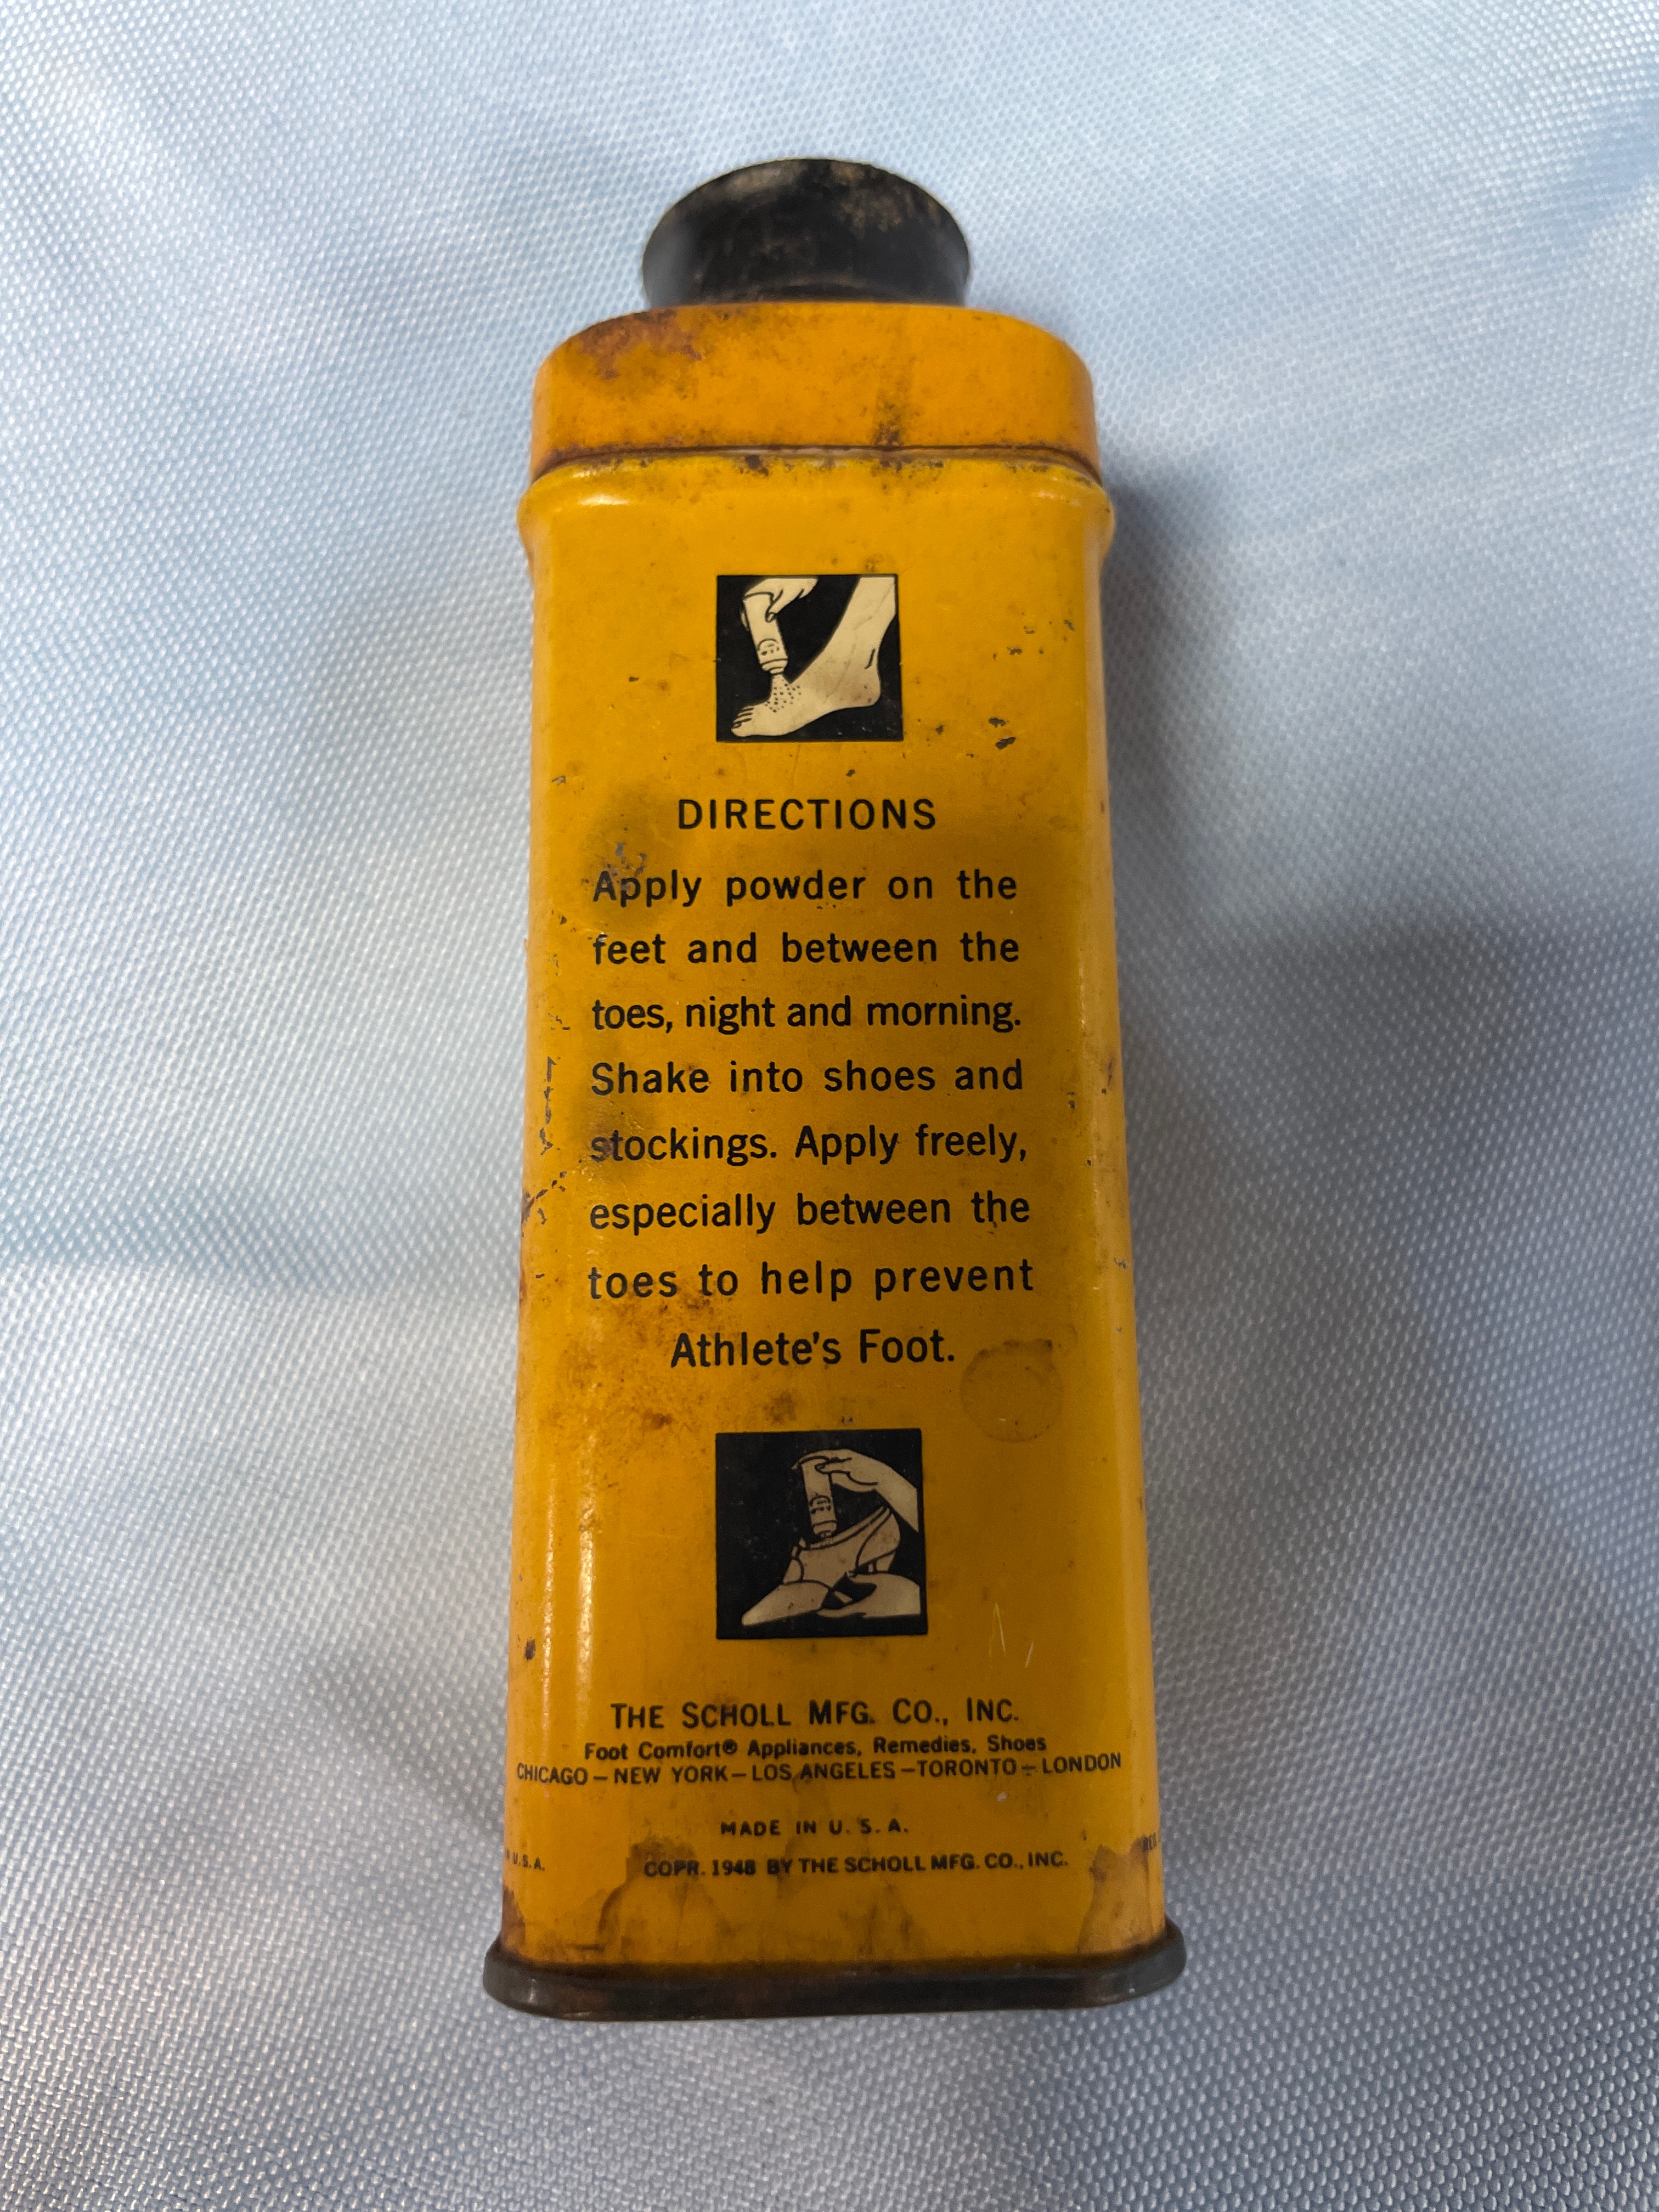 DIRECTIONS
Apply powder on the
feet and between the
toes, night and morning.
Shake into shoes and
stockings. Apply freely,
especially between the
toes to help prevent
Athlete's Foot.
THE SCHOLL MFG. CO., INC.
Foot Comfort® Appliances, Remedies, Shoes
CHICAGO — NEW YORK — LOS ANGELES — TORONTO — LONDON
MADE IN U. S. A.
U.S.A.
COPR. 1948 BY THE SCHOLL MFG. CO., INC.